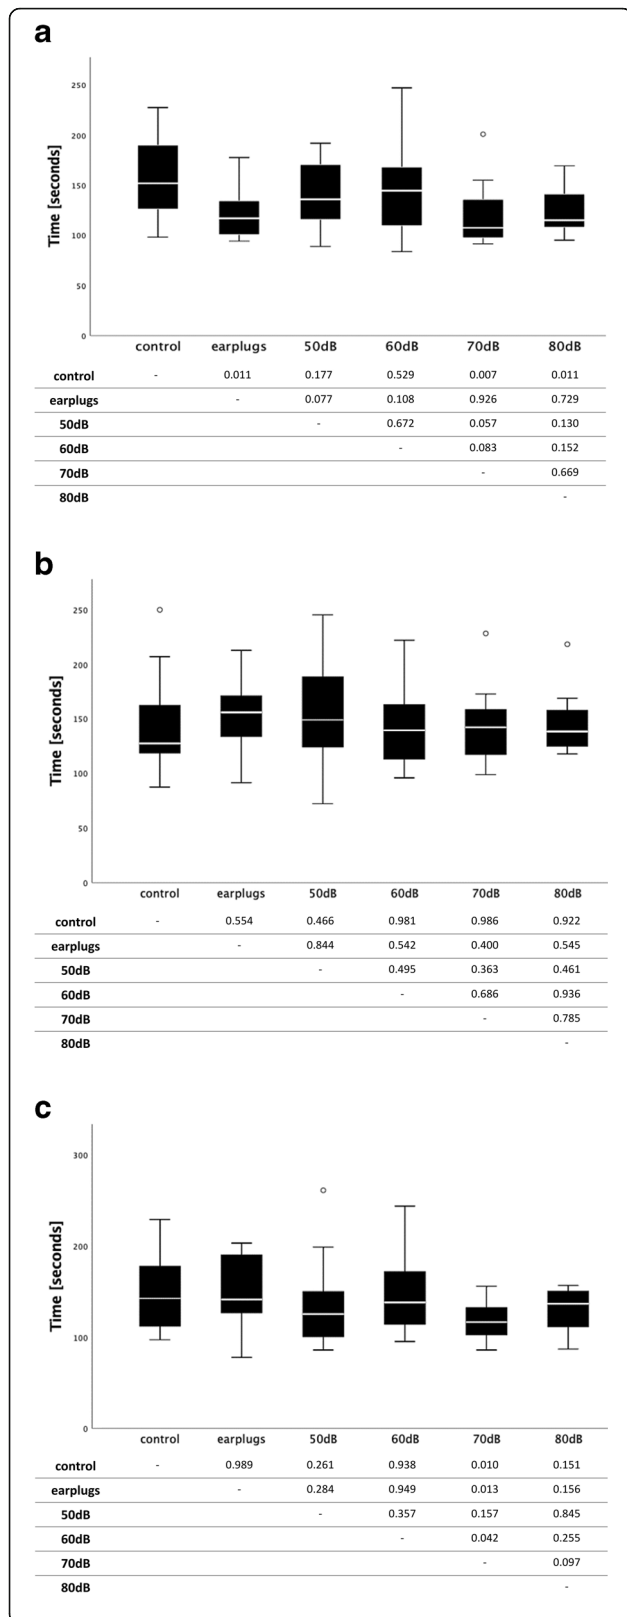 a
250
200
150
100
50
0
Time [seconds]
control earplugs 50dB 60dB 70dB 80dB
control - 0.011 0.177 0.529 0.007 0.011
earplugs - 0.077 0.108 0.926 0.729
50dB - 0.672 0.057 0.130
60dB - 0.083 0.152
70dB - 0.669
80dB -
b
250
200
150
100
50
0
Time [seconds]
control earplugs 50dB 60dB 70dB 80dB
control - 0.554 0.466 0.981 0.986 0.922
earplugs - 0.844 0.542 0.400 0.545
50dB - 0.495 0.363 0.461
60dB - 0.686 0.936
70dB - 0.785
80dB -
c
300
200
100
0
Time [seconds]
control earplugs 50dB 60dB 70dB 80dB
control - 0.989 0.261 0.938 0.010 0.151
earplugs - 0.284 0.949 0.013 0.156
50dB - 0.357 0.157 0.845
60dB - 0.042 0.255
70dB - 0.097
80dB -